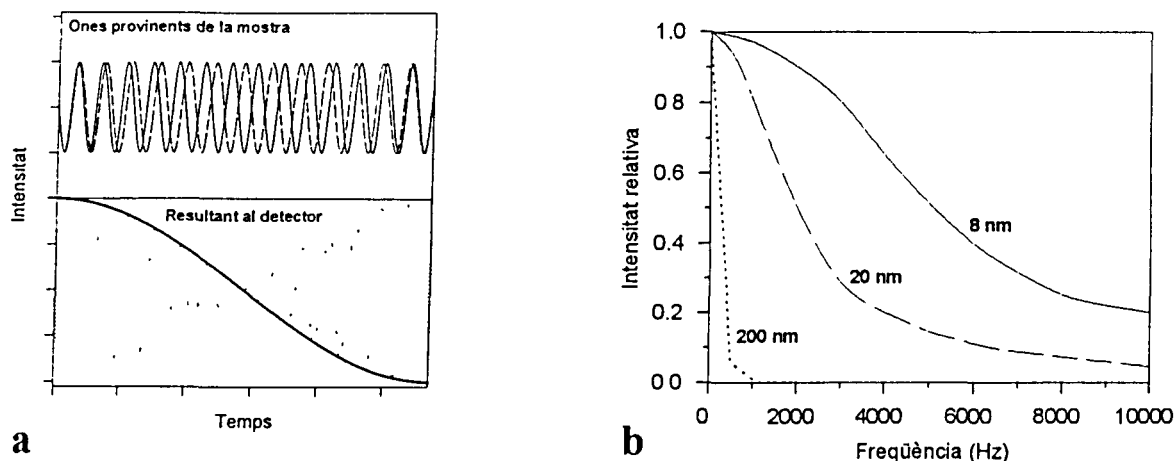 Ones provinents de la mostra
Intensitat
Resultant al detector
Temps
a
Intensitat relativa
1.0
0.8
0.6
0.4
0.2
0.0
8 nm
20 nm
200 nm
0 2000 4000 6000 8000 10000
Freqüència (Hz)
b